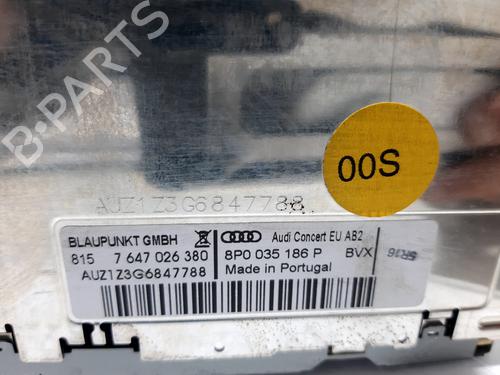 B-PARTS
00S
AUZ1Z3G6847788
BLAUPUNKT GMBH Audi Concert EU AB2
815 7 647 026 380 8P0 035 186 P BVX
AUZ1Z3G6847788 Made in Portugal